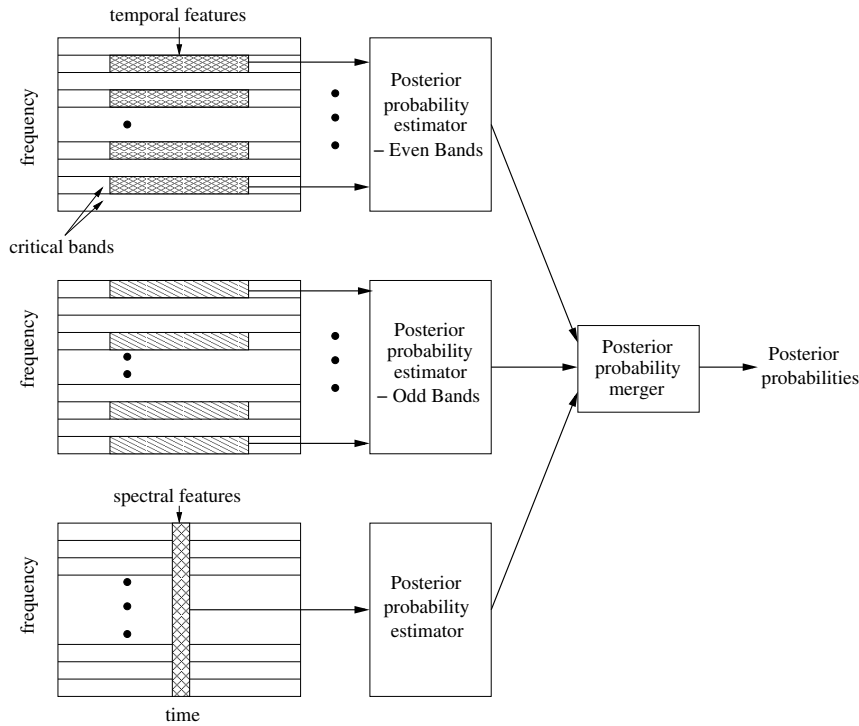 temporal features
frequency
critical bands
Posterior
probability
estimator
– Even Bands
frequency
Posterior
probability
estimator
– Odd Bands
Posterior
probability
merger
Posterior
probabilities
spectral features
frequency
time
Posterior
probability
estimator